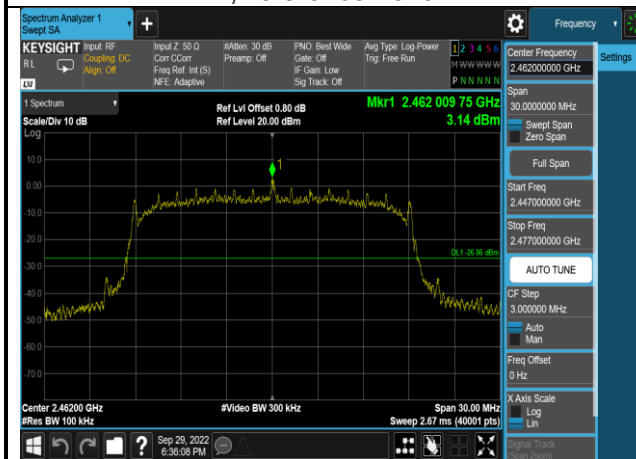 Spectrum Analyzer 1
Swept SA
+
Frequency
KEYSIGHT
RL
LXI
Input: RF
Coupling: DC
Align: Off
Input Z: 50 Ω
Corr CCorr
Freq Ref: Int (S)
NFE: Adaptive
#Atten: 30 dB
Preamp: Off
PNO: Best Wide
Gate: Off
IF Gain: Low
Sig Track: Off
Avg Type: Log-Power
Trig: Free Run
1 2 3 4 5 6
M W W W W W
P N N N N N
1 Spectrum
Scale/Div 10 dB
Ref Lvl Offset 0.80 dB
Ref Level 20.00 dBm
Mkr1 2.462 009 75 GHz
3.14 dBm
Log
10.0
0.00
-10.0
-20.0
-30.0
-40.0
-50.0
-60.0
-70.0
1
DL1 -26.86 dBm
Center 2.46200 GHz
#Res BW 100 kHz
#Video BW 300 kHz
Span 30.00 MHz
Sweep 2.67 ms (40001 pts)
Center Frequency
2.462000000 GHz
Settings
Span
30.0000000 MHz
Swept Span
Zero Span
Full Span
Start Freq
2.447000000 GHz
Stop Freq
2.477000000 GHz
AUTO TUNE
CF Step
3.000000 MHz
Auto
Man
Freq Offset
0 Hz
X Axis Scale
Log
Lin
Signal Track
(Span Zoom)
?
Sep 29, 2022
6:36:08 PM